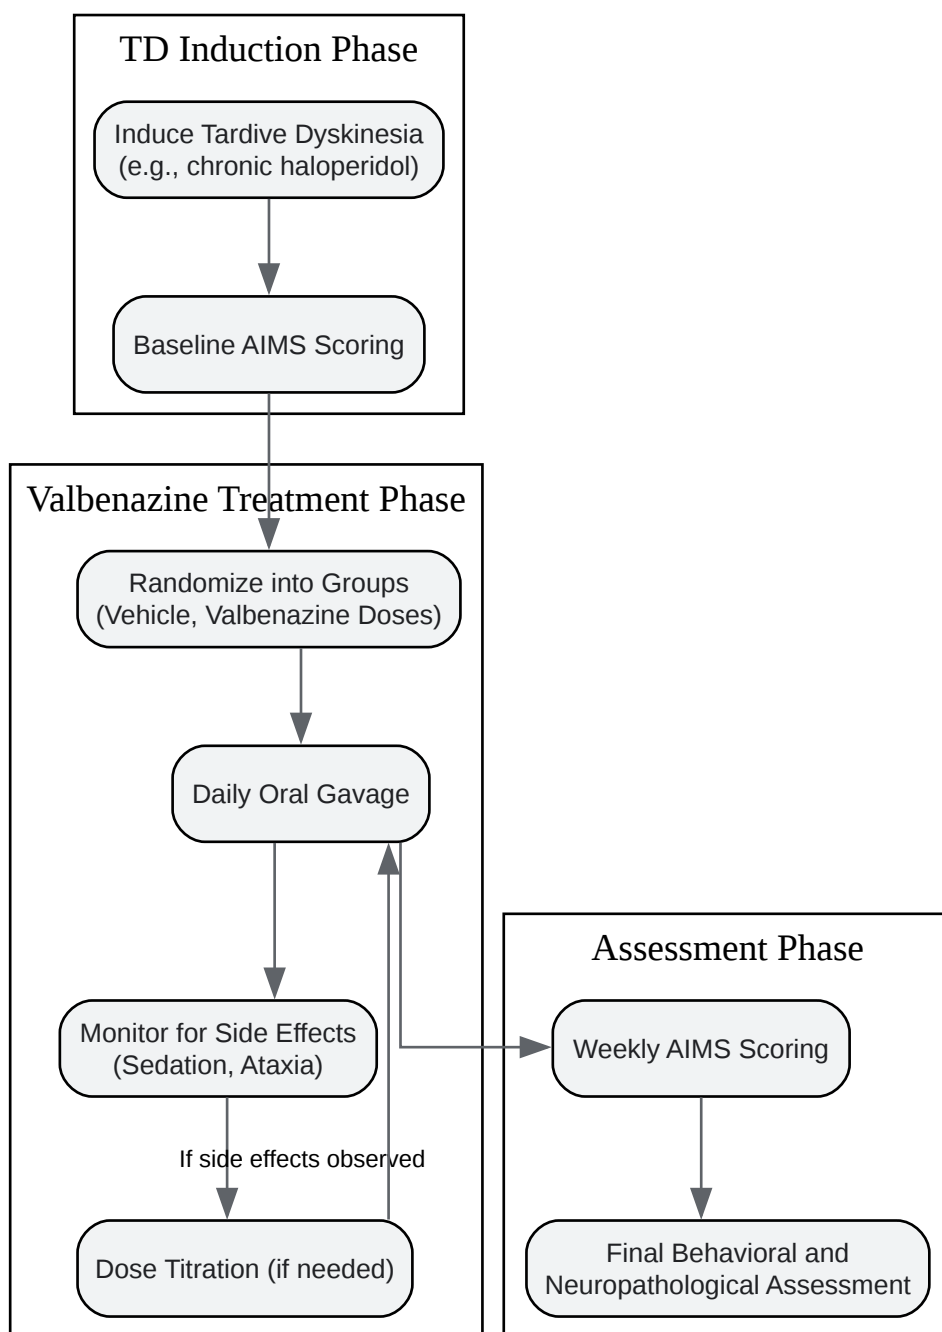 TD Induction Phase
Induce Tardive Dyskinesia
(e.g., chronic haloperidol)
Baseline AIMS Scoring
Valbenazine Treatment Phase
Randomize into Groups
(Vehicle, Valbenazine Doses)
Daily Oral Gavage
Monitor for Side Effects
(Sedation, Ataxia)
If side effects observed
Dose Titration (if needed)
Assessment Phase
Weekly AIMS Scoring
Final Behavioral and
Neuropathological Assessment